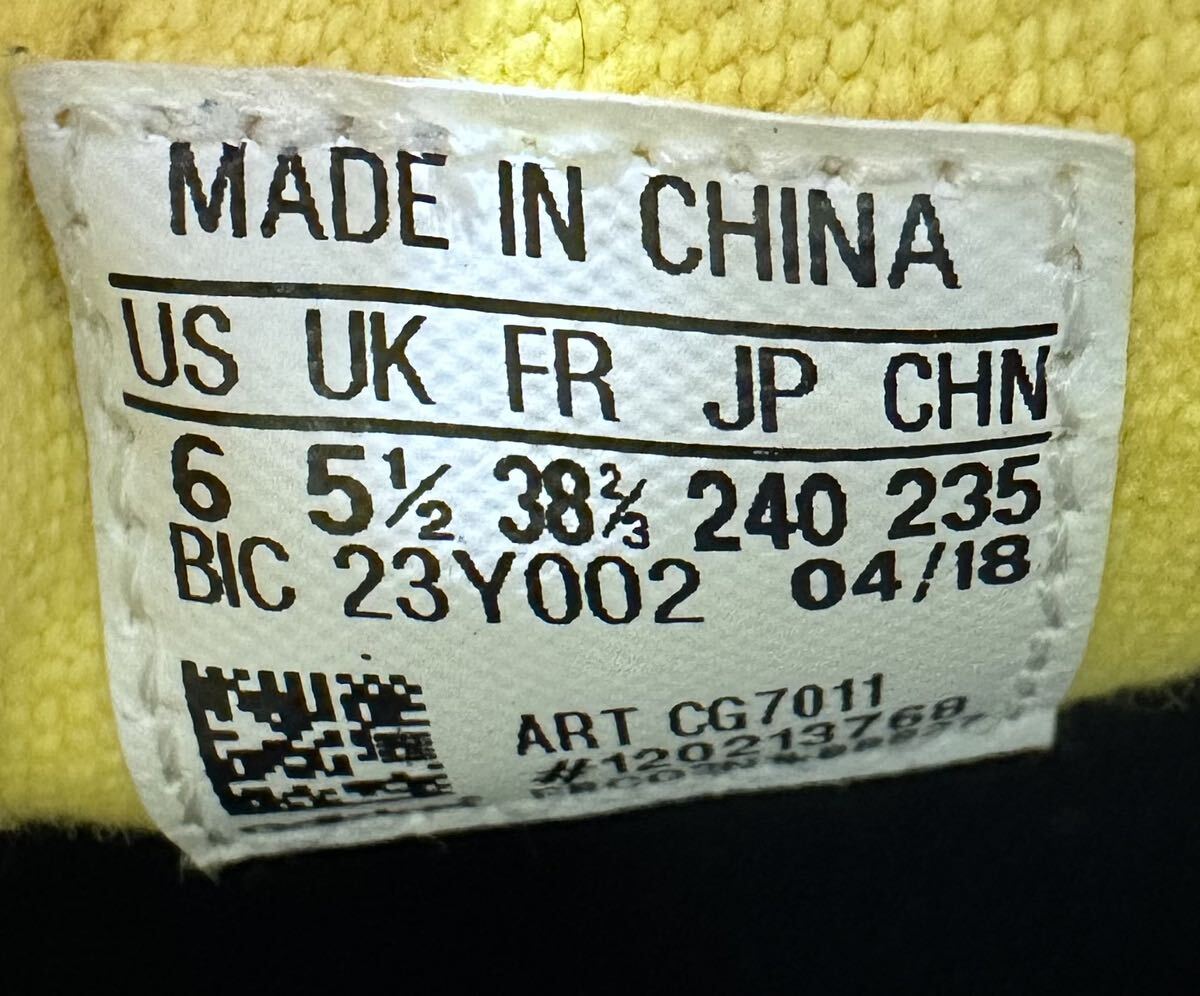 MADE IN CHINA
US UK FR JP CHN
6 5½ 38⅔ 240 235
BIC 23Y002 04/18
ART CG7011
#120213768